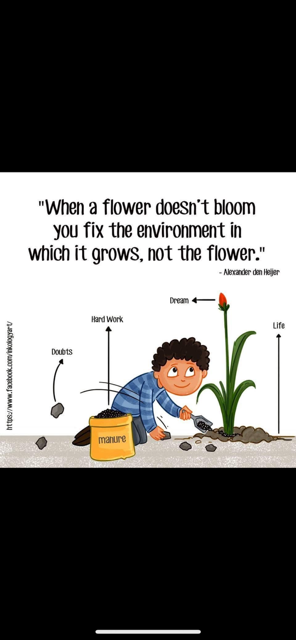 "When a flower doesn't bloom
you fix the environment in
which it grows, not the flower."
- Alexander den Heijer
Dream
Hard Work
Life
Doubts
manure
https://www.facebook.com/inkologyart/